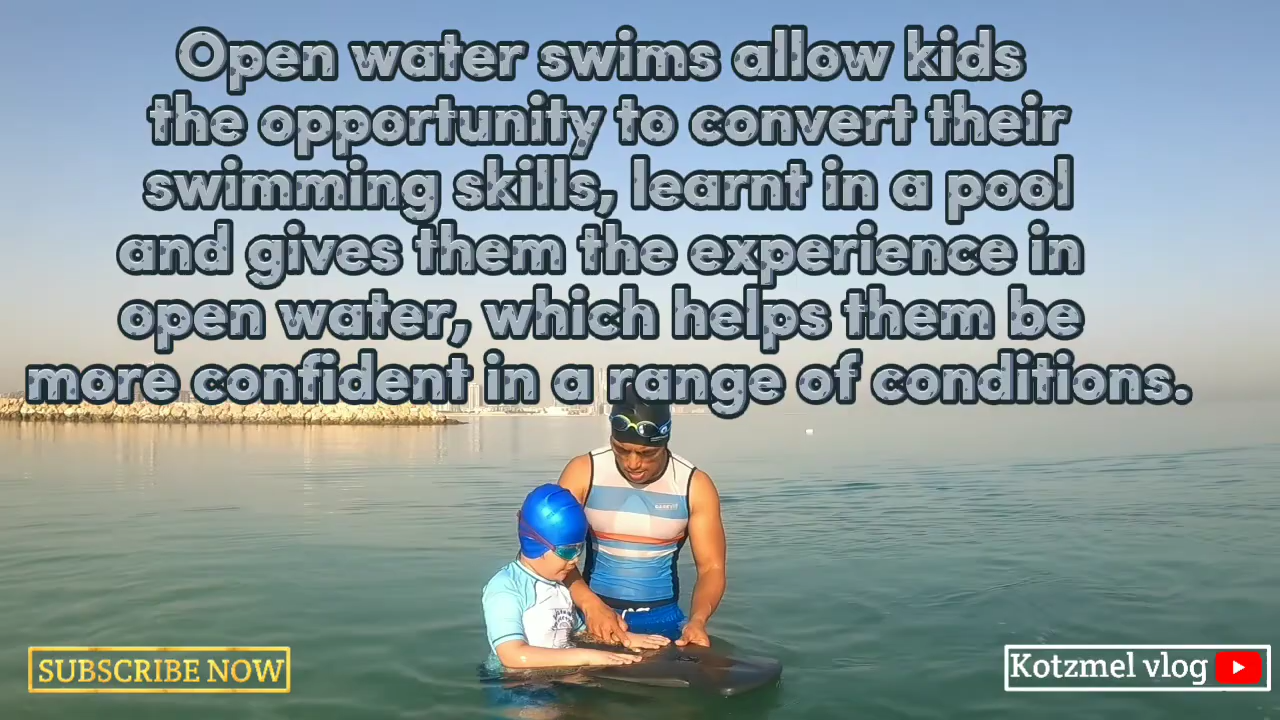 Open water swims allow kids
the opportunity to convert their
swimming skills, learnt in a pool
and gives them the experience in
open water, which helps them be
more confident in a range of conditions.
SUBSCRIBE NOW
Kotzmel vlog